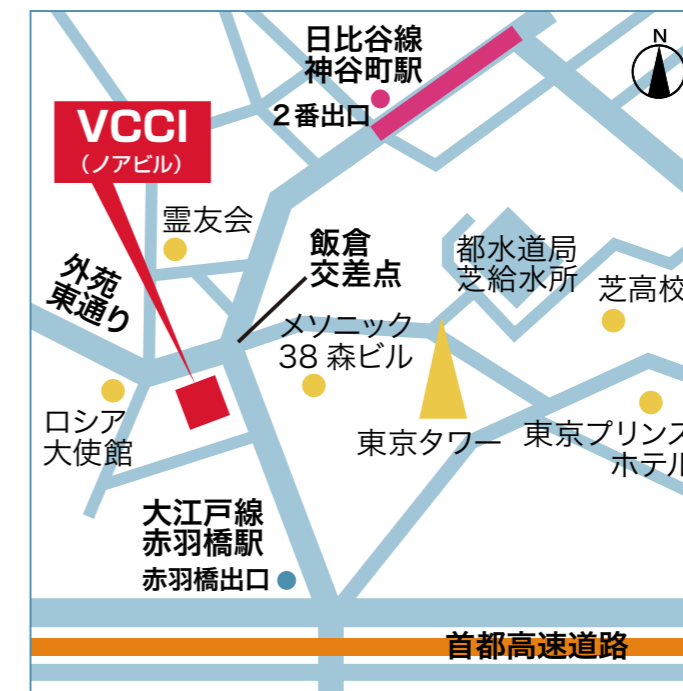 日比谷線
神谷町駅
2番出口
N
VCCI
(ノアビル)
霊友会
飯倉
交差点
都水道局
芝給水所
芝高校
外苑
東通り
メソニック
38 森ビル
ロシア
大使館
東京タワー
東京プリンス
ホテル
大江戸線
赤羽橋駅
赤羽橋出口
首都高速道路